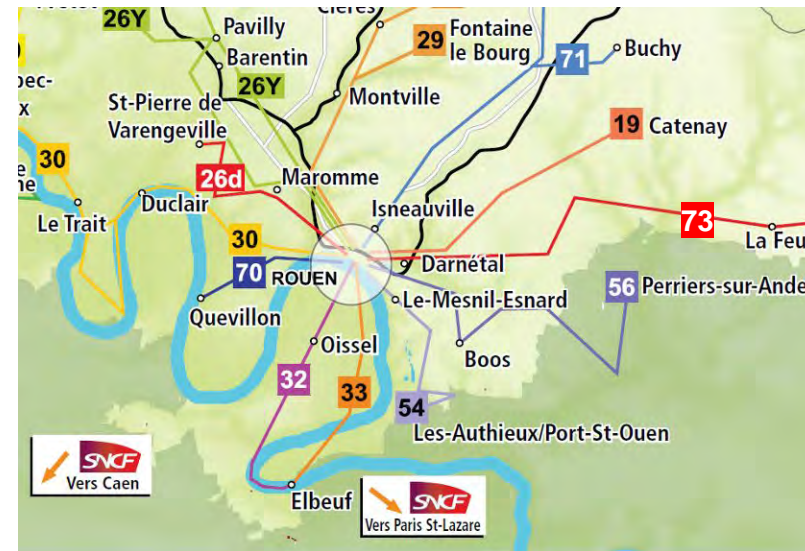 26Y
Pavilly
Clères
29
Fontaine
le Bourg
71
Buchy
Barentin
26Y
Montville
St-Pierre de
Varengeville
19
Catenay
30
26d
Maromme
Le Trait
Duclair
Isneauville
30
73
La Feu
70
ROUEN
Darnétal
56
Perriers-sur-Ande
Quevillon
Le-Mesnil-Esnard
Oissel
Boos
32
33
54
Les-Authieux/Port-St-Ouen
SNCF
Vers Caen
Elbeuf
SNCF
Vers Paris St-Lazare